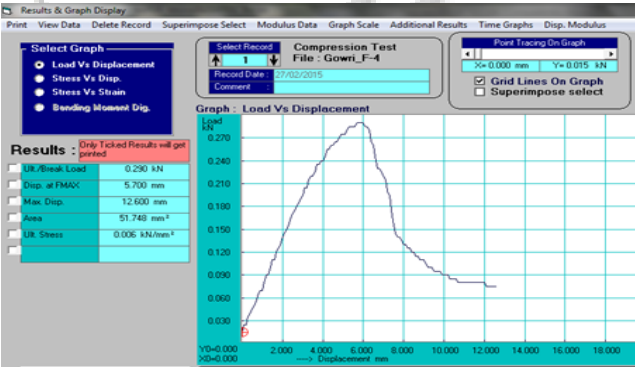 Results & Graph Display
Print View Data Delete Record Superimpose Select Modulus Data Graph Scale Additional Results Time Graphs Disp. Modulus
Select Graph
Load Vs Displacement
Stress Vs Disp.
Stress Vs Strain
Bending Moment Dig.
Select Record
1
Compression Test
File : Gowri_F-4
Record Date : 27/02/2015
Comment :
Point Tracing On Graph
X= 0.000 mm Y= 0.015 kN
Grid Lines On Graph
Superimpose select
Results : Only Ticked Results will get printed
Ult./Break Load 0.290 kN
Disp. at FMAX 5.700 mm
Max. Disp. 12.600 mm
Area 51.748 mm²
Ult. Stress 0.006 kN/mm²
Graph : Load Vs Displacement
Load
kN
0.270
0.240
0.210
0.180
0.150
0.120
0.090
0.060
0.030
Y0=0.000
X0=0.000
2.000 4.000 6.000 8.000 10.000 12.000 14.000 16.000 18.000
---> Displacement mm